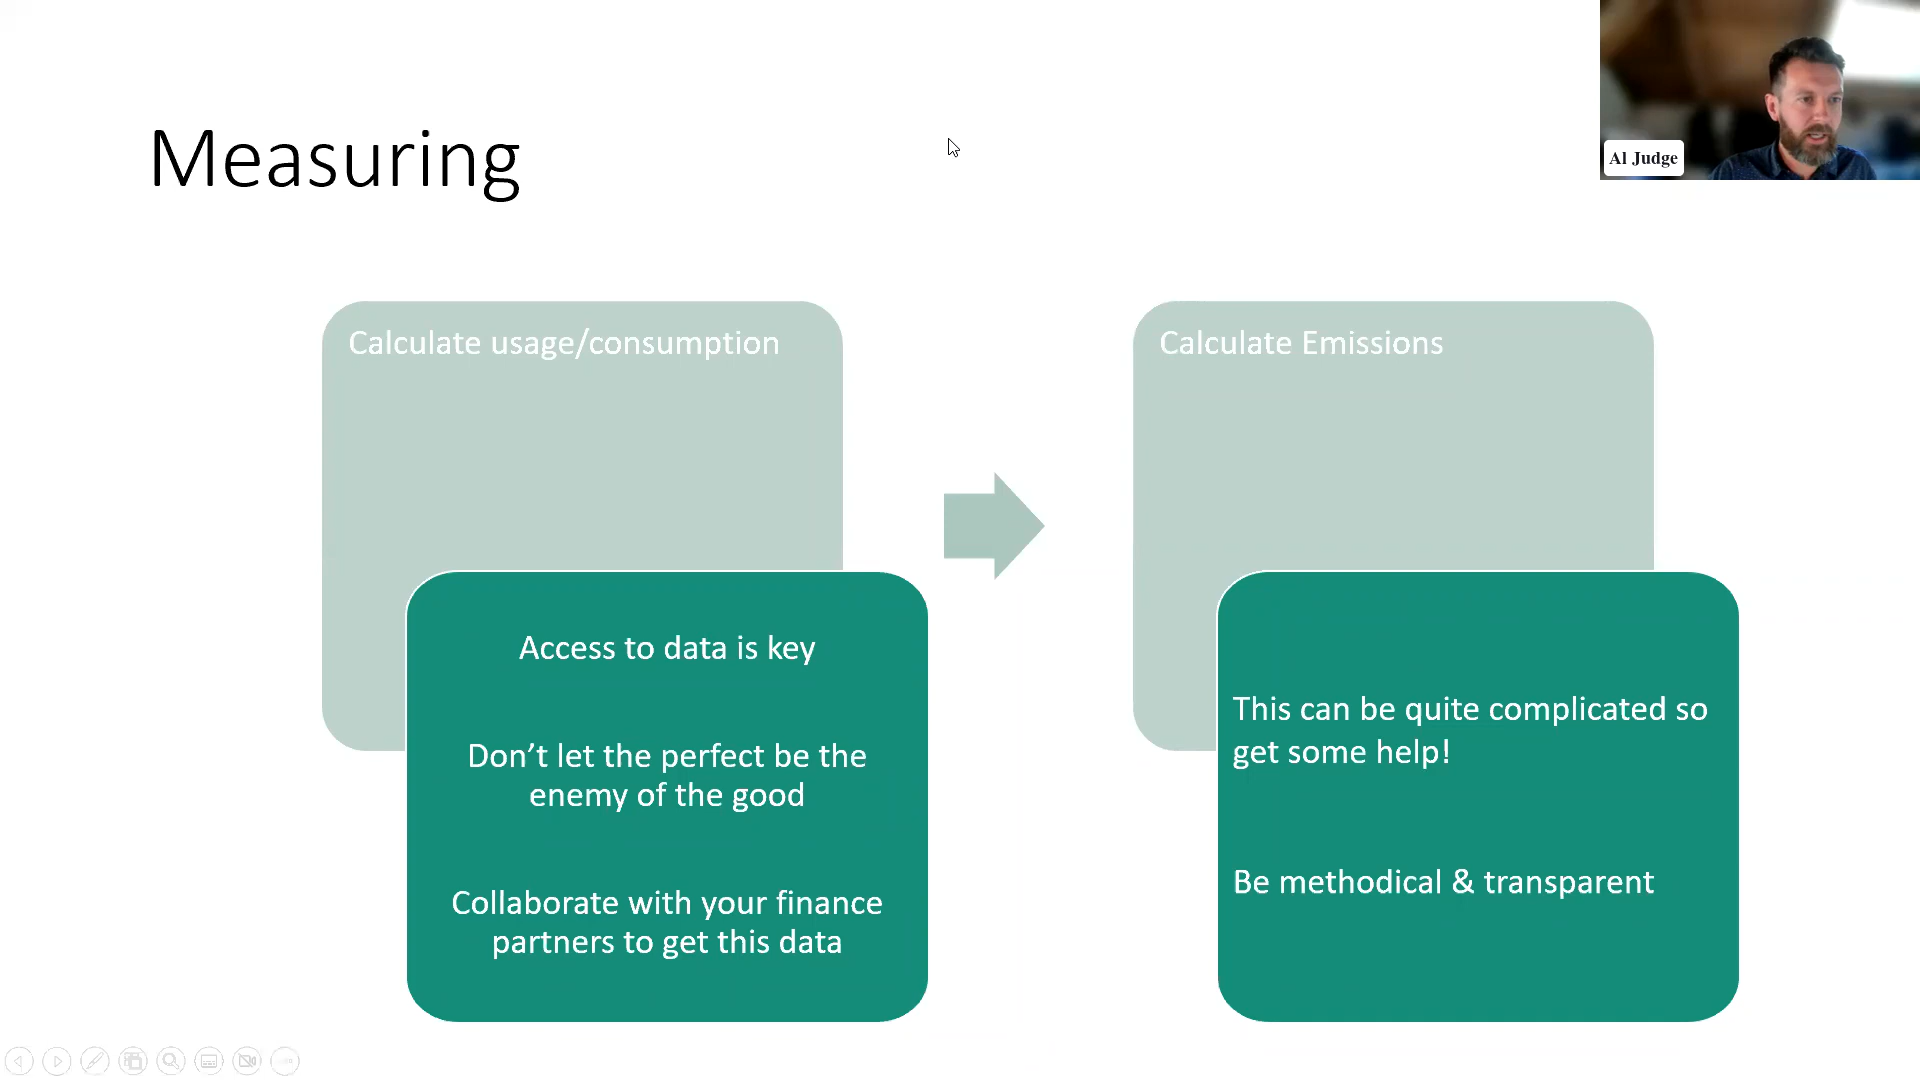 Measuring
Al Judge
Calculate usage/consumption
Access to data is key
Don’t let the perfect be the
enemy of the good
Collaborate with your finance
partners to get this data
Calculate Emissions
This can be quite complicated so
get some help!
Be methodical & transparent